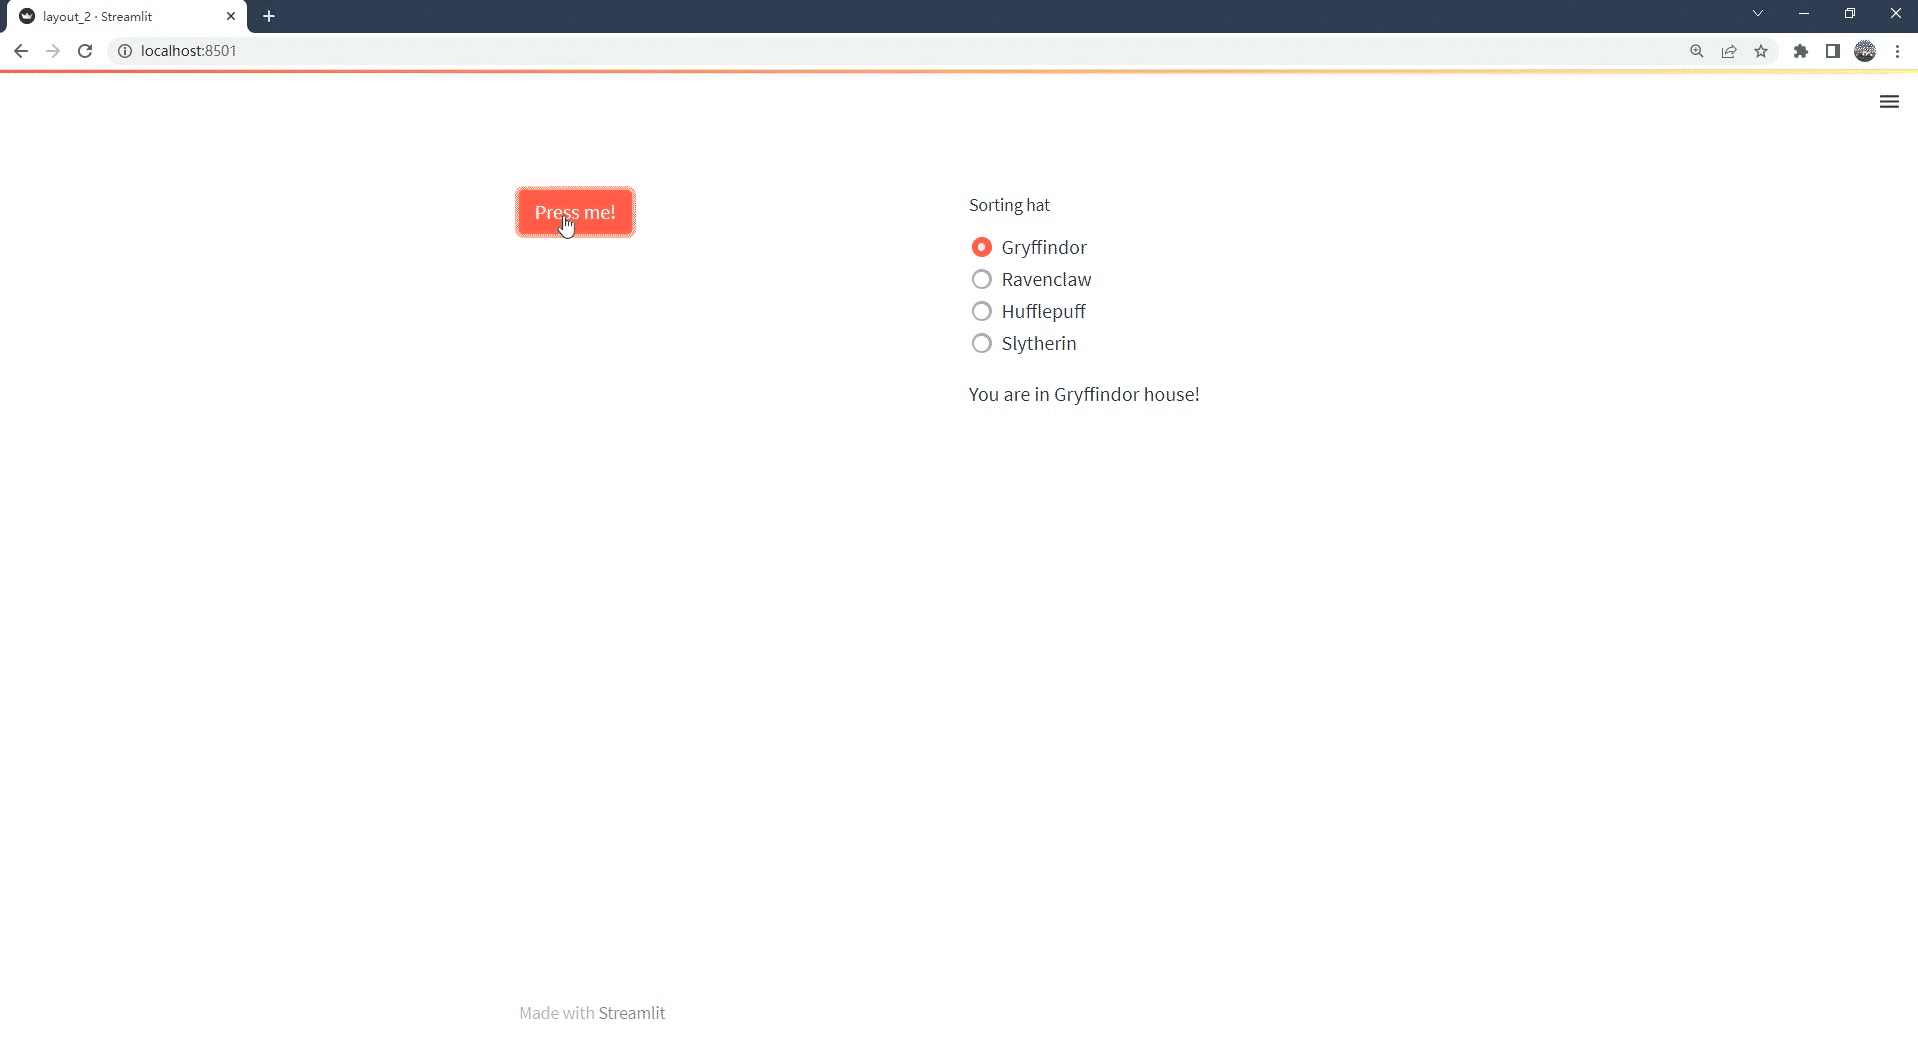 layout_2 · Streamlit
localhost:8501
Press me!
Sorting hat
Gryffindor
Ravenclaw
Hufflepuff
Slytherin
You are in Gryffindor house!
Made with Streamlit